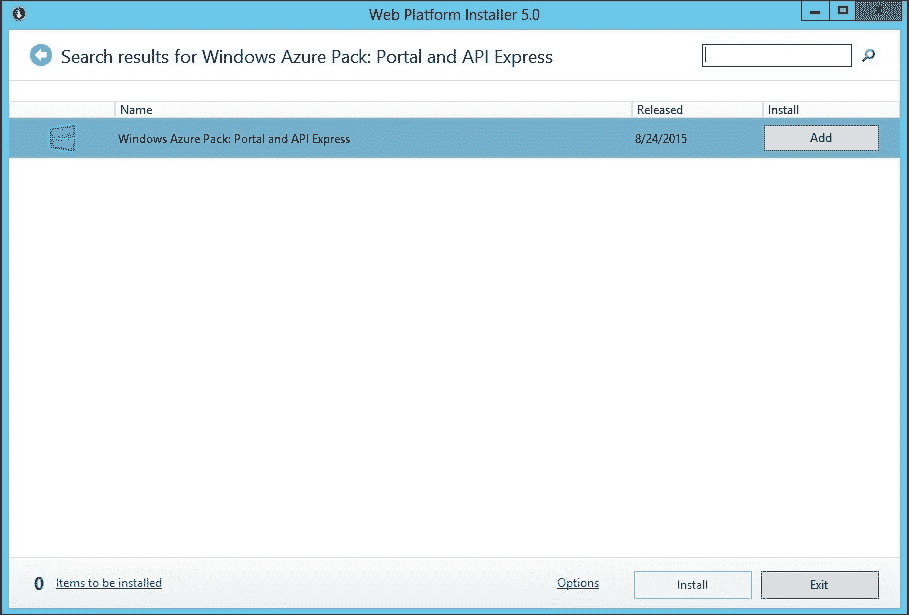 Web Platform Installer 5.0
Search results for Windows Azure Pack: Portal and API Express
Name Released Install
Windows Azure Pack: Portal and API Express 8/24/2015 Add
0 Items to be installed Options Install Exit